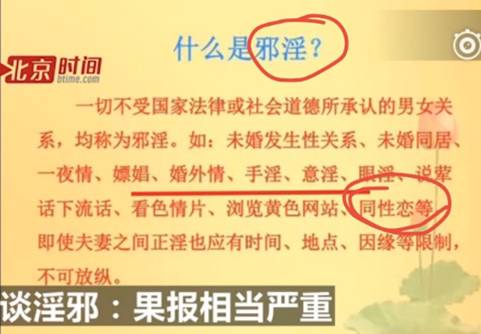 北京时间
btime.com
什么是邪淫？
一切不受国家法律或社会道德所承认的男女关
系，均称为邪淫。如：未婚发生性关系、未婚同居、
一夜情、嫖娼、婚外情、手淫、意淫、眼淫、说荤
话下流话、看色情片、浏览黄色网站、同性恋等，
即使夫妻之间正淫也应有时间、地点、因缘等限制，
不可放纵。
谈淫邪：果报相当严重